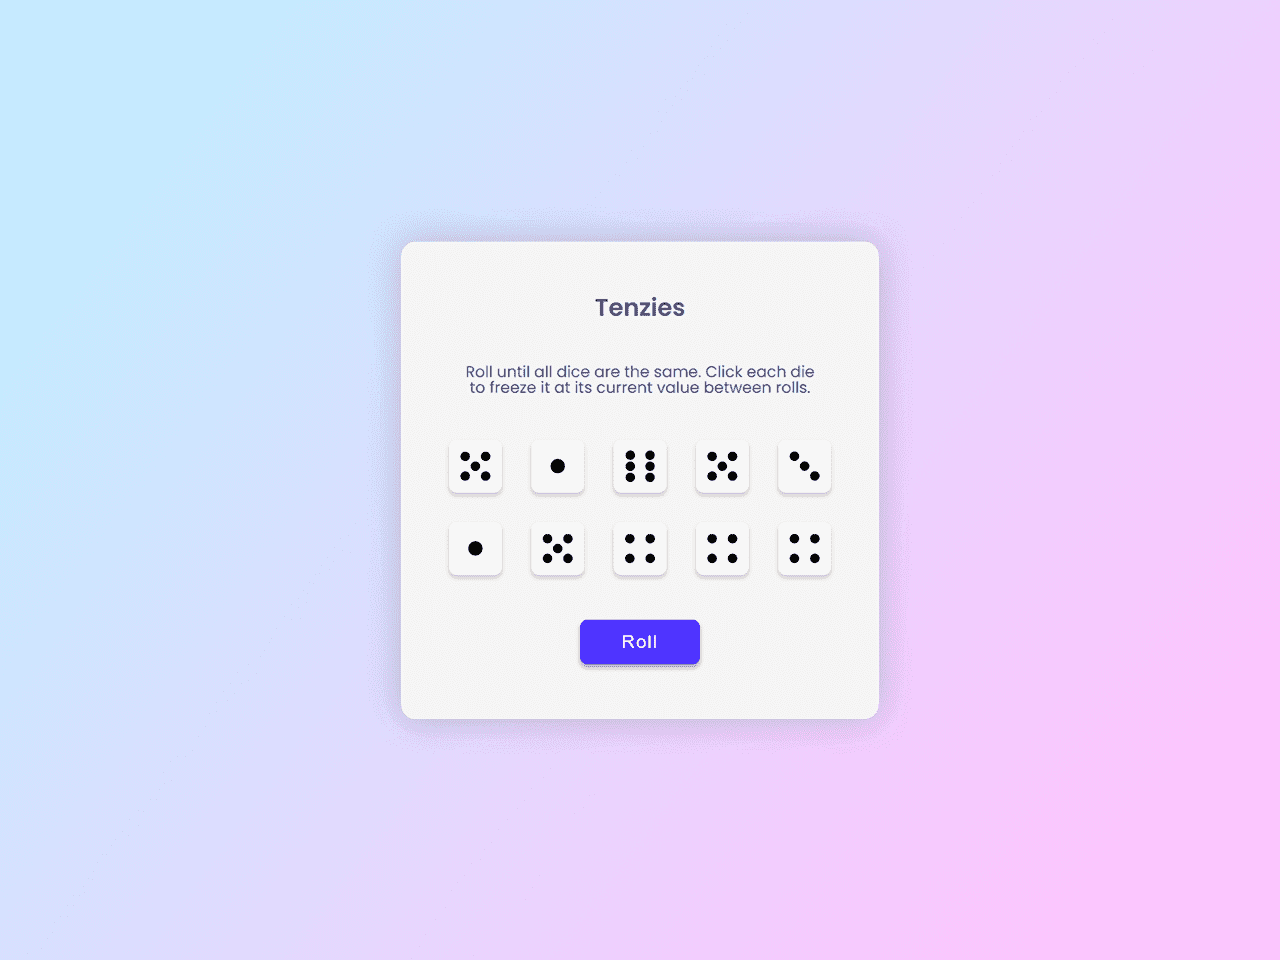 Tenzies
Roll until all dice are the same. Click each die
to freeze it at its current value between rolls.
Roll